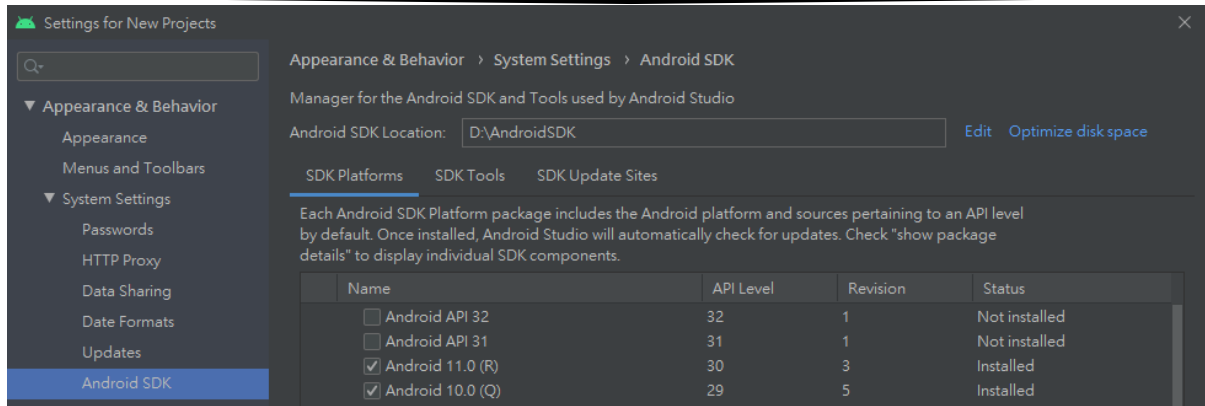 Settings for New Projects
Appearance & Behavior
Appearance
Menus and Toolbars
System Settings
Passwords
HTTP Proxy
Data Sharing
Date Formats
Updates
Android SDK
Appearance & Behavior › System Settings › Android SDK
Manager for the Android SDK and Tools used by Android Studio
Android SDK Location: D:\AndroidSDK Edit Optimize disk space
SDK Platforms SDK Tools SDK Update Sites
Each Android SDK Platform package includes the Android platform and sources pertaining to an API level
by default. Once installed, Android Studio will automatically check for updates. Check "show package
details" to display individual SDK components.
Name API Level Revision Status
Android API 32 32 1 Not installed
Android API 31 31 1 Not installed
Android 11.0 (R) 30 3 Installed
Android 10.0 (Q) 29 5 Installed